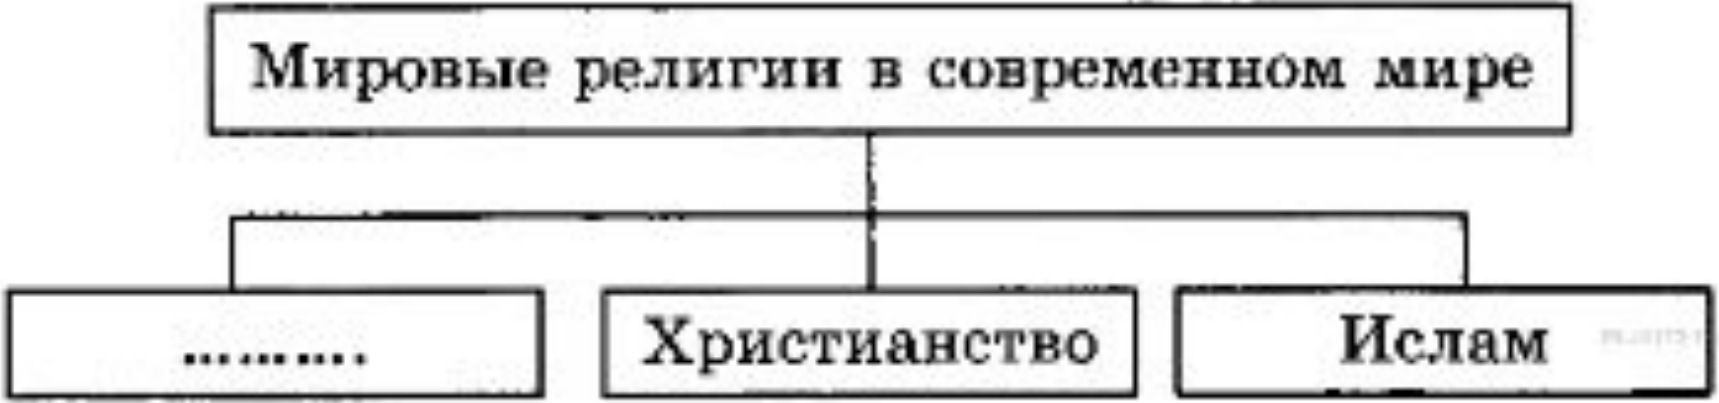 Мировые религии в современном мире
..........
Христианство
Ислам